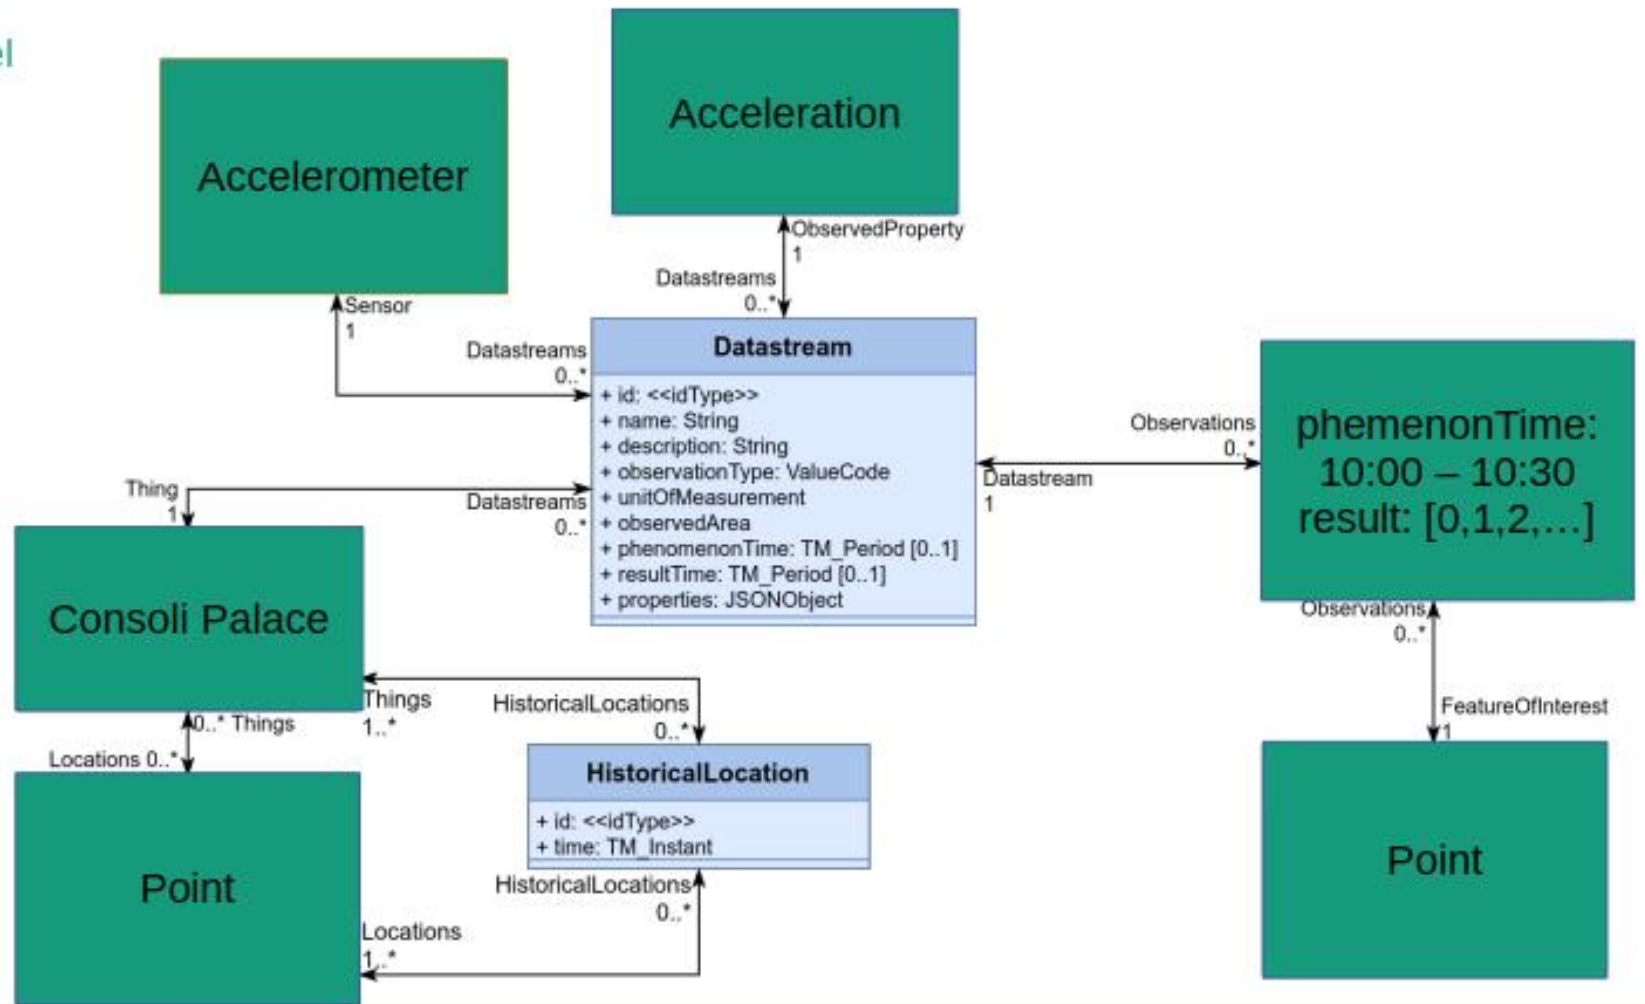 el
Acceleration
Accelerometer
ObservedProperty
1
Datastreams
0..*
Sensor
1
Datastreams
0..*
Datastream
+ id: <<idType>>
+ name: String
+ description: String
+ observationType: ValueCode
+ unitOfMeasurement
+ observedArea
+ phenomenonTime: TM_Period [0..1]
+ resultTime: TM_Period [0..1]
+ properties: JSONObject
Observations
0..*
Datastream
1
phemenonTime:
10:00 – 10:30
result: [0,1,2,…]
Thing
1
Datastreams
0..*
Consoli Palace
Observations
0..*
FeatureOfInterest
1
Things
1..*
HistoricalLocations
0..*
0..* Things
Locations 0..*
HistoricalLocation
+ id: <<idType>>
+ time: TM_Instant
Point
HistoricalLocations
0..*
Locations
1..*
Point